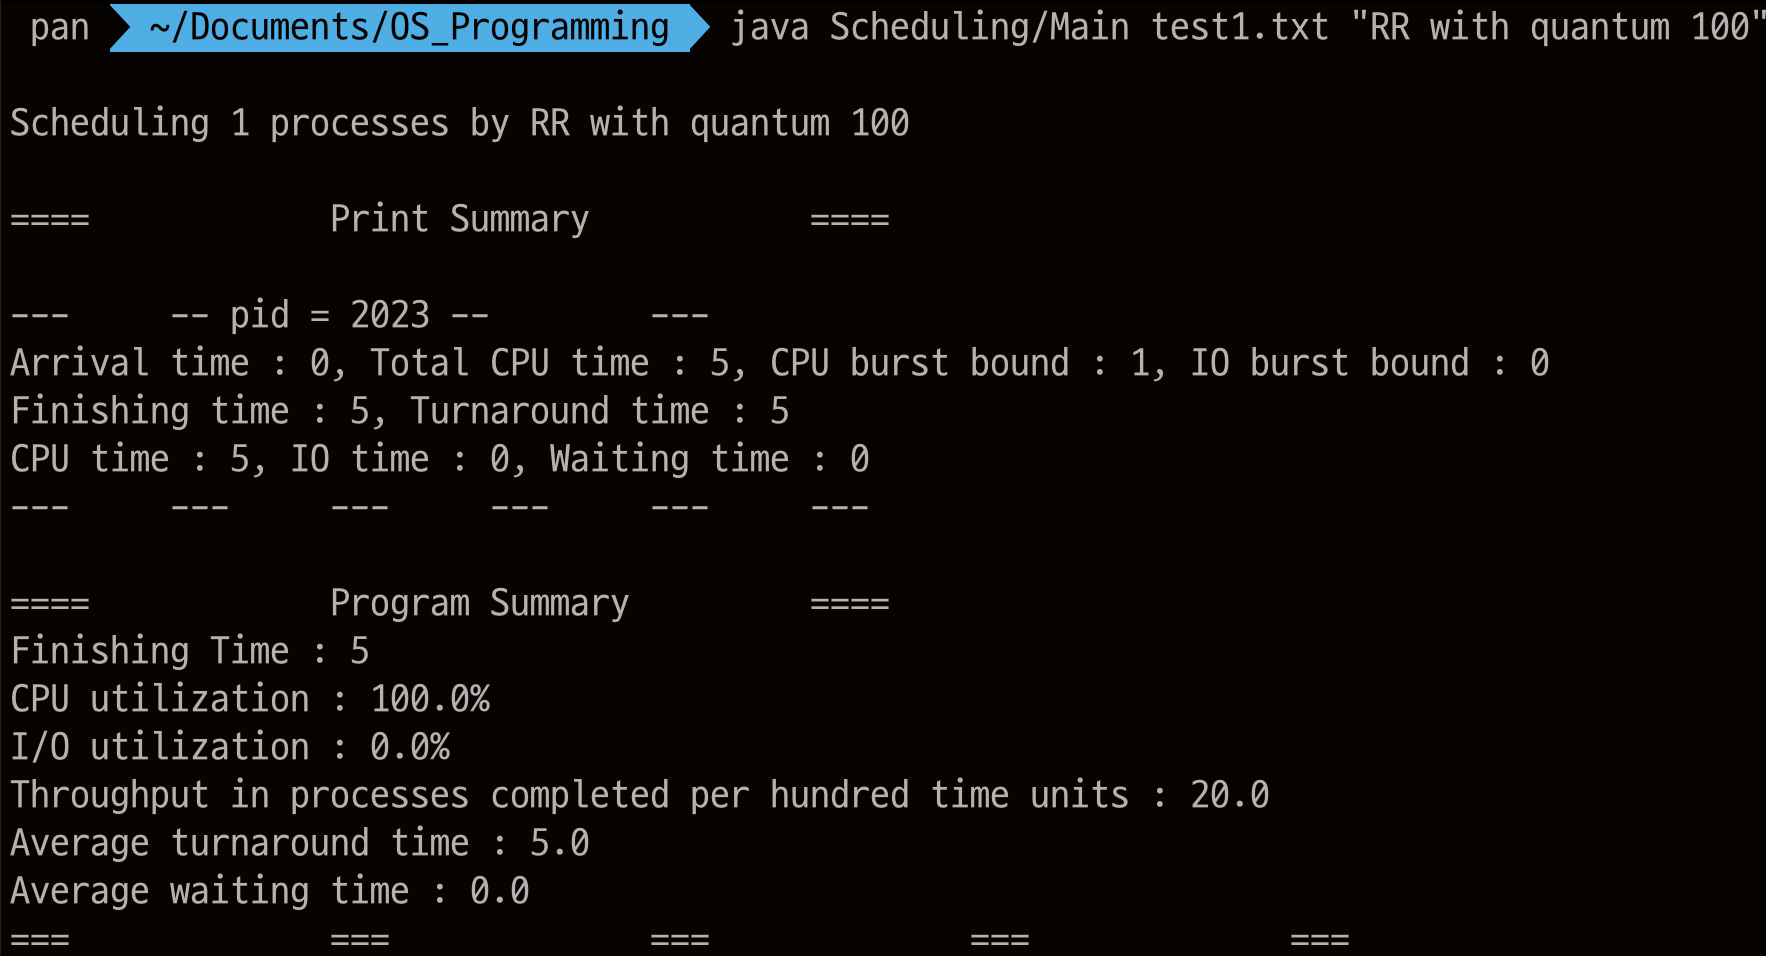 pan ~/Documents/OS_Programming java Scheduling/Main test1.txt "RR with quantum 100"
Scheduling 1 processes by RR with quantum 100
==== Print Summary ====
--- -- pid = 2023 -- ---
Arrival time : 0, Total CPU time : 5, CPU burst bound : 1, IO burst bound : 0
Finishing time : 5, Turnaround time : 5
CPU time : 5, IO time : 0, Waiting time : 0
--- --- --- --- --- ---
==== Program Summary ====
Finishing Time : 5
CPU utilization : 100.0%
I/O utilization : 0.0%
Throughput in processes completed per hundred time units : 20.0
Average turnaround time : 5.0
Average waiting time : 0.0
=== === === === ===